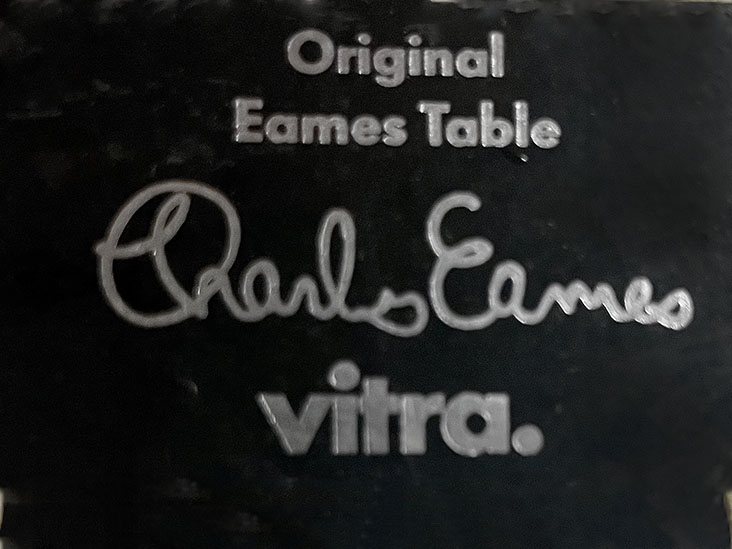 Original
Eames Table
Charles Eames
vitra.